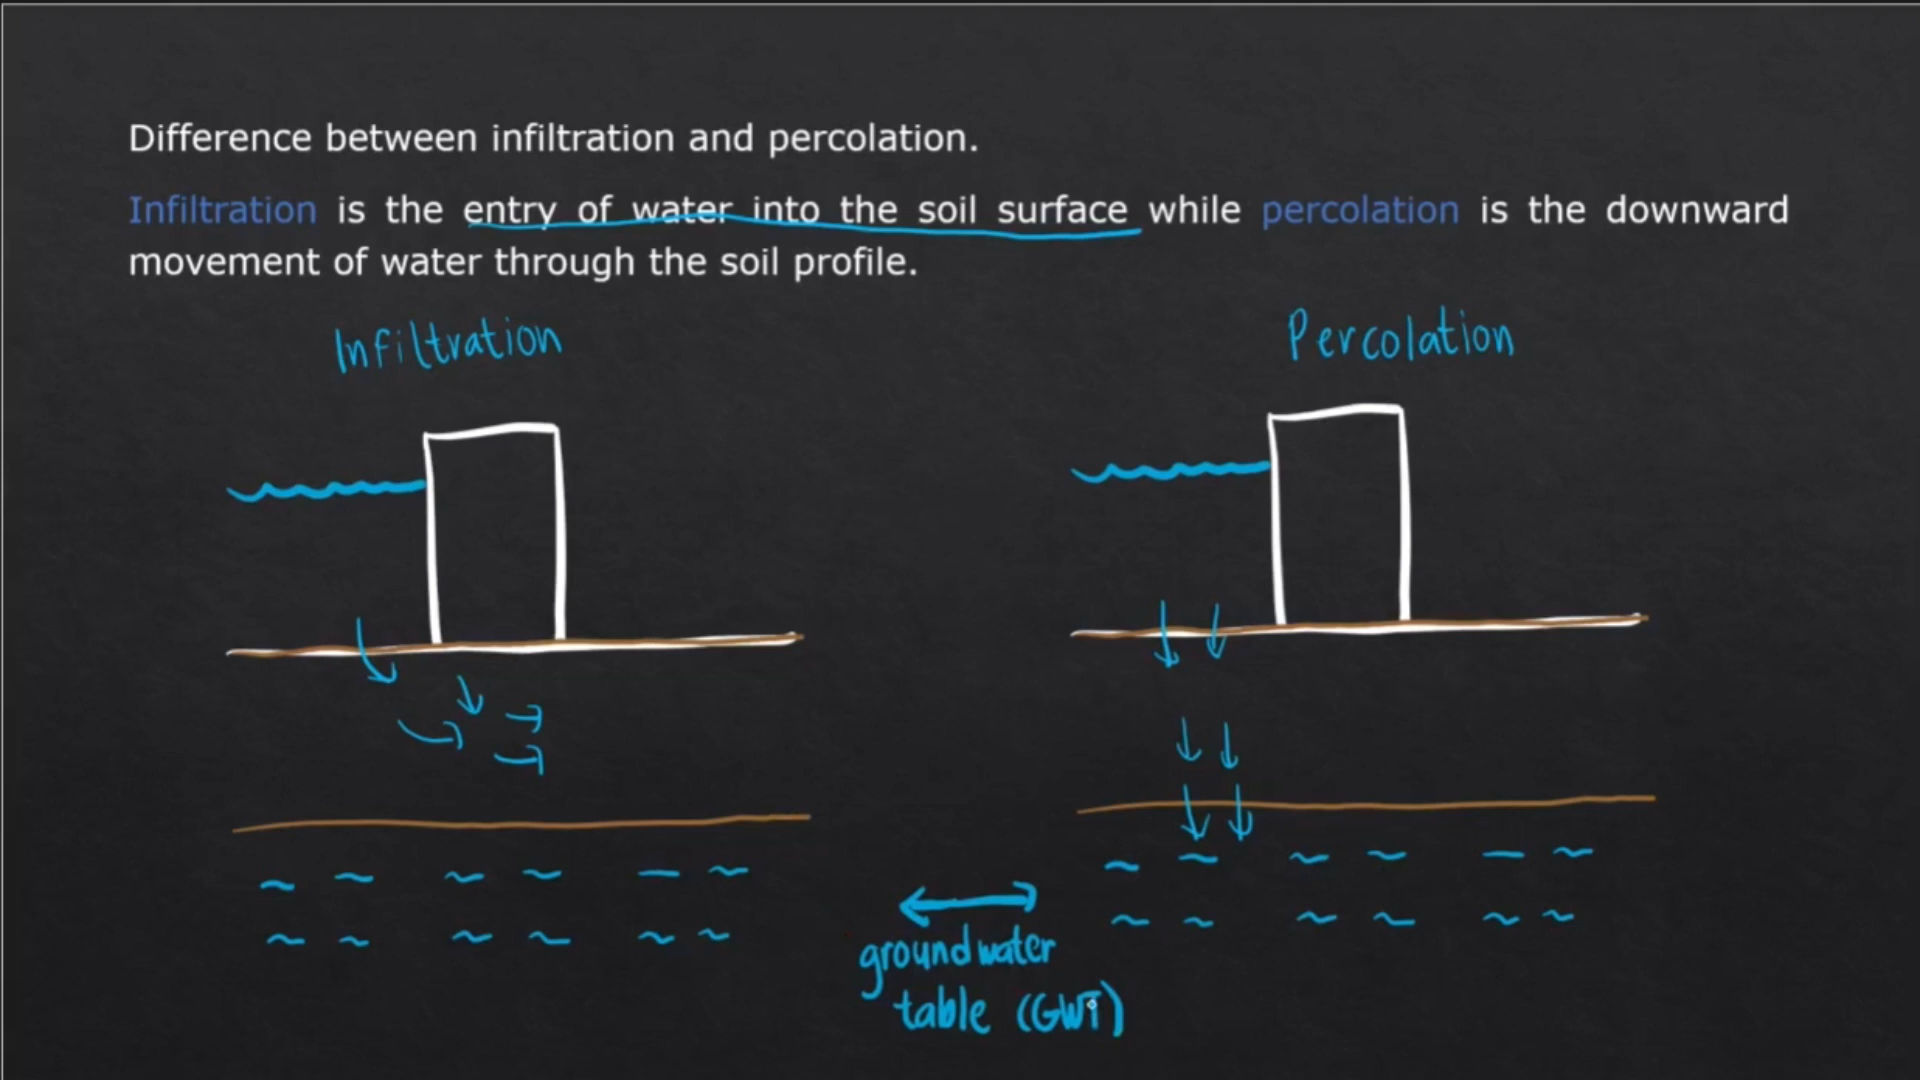 Difference between infiltration and percolation.
Infiltration is the entry of water into the soil surface while percolation is the downward
movement of water through the soil profile.
Infiltration
Percolation
groundwater
table (GWT)